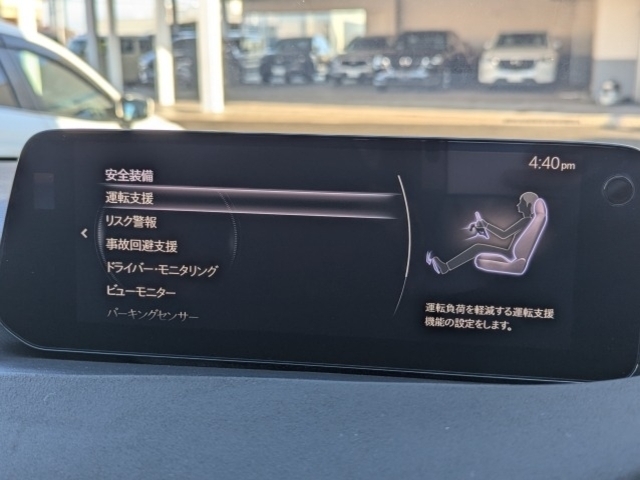 4:40pm
安全装備
運転支援
リスク警報
事故回避支援
ドライバー・モニタリング
ビューモニター
パーキングセンサー
運転負荷を軽減する運転支援
機能の設定をします。